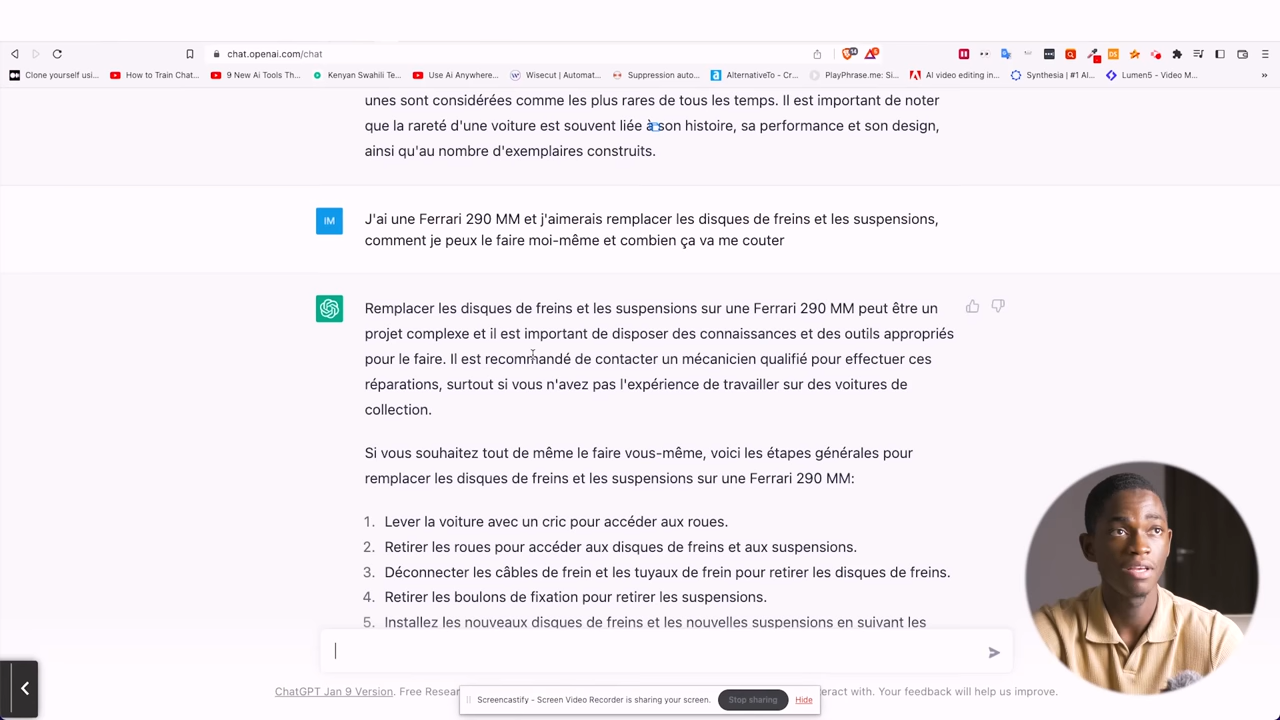 chat.openai.com/chat
Clone yourself usi... How to Train Chat... 9 New Ai Tools Th... Kenyan Swahili Te... Use Ai Anywhere... Wisecut | Automat... Suppression auto... AlternativeTo - Cr... PlayPhrase.me: Si... AI video editing in... Synthesia | #1 AI... Lumen5 - Video M... »
unes sont considérées comme les plus rares de tous les temps. Il est important de noter
que la rareté d'une voiture est souvent liée à son histoire, sa performance et son design,
ainsi qu'au nombre d'exemplaires construits.
IM
J'ai une Ferrari 290 MM et j'aimerais remplacer les disques de freins et les suspensions,
comment je peux le faire moi-même et combien ça va me couter
Remplacer les disques de freins et les suspensions sur une Ferrari 290 MM peut être un
projet complexe et il est important de disposer des connaissances et des outils appropriés
pour le faire. Il est recommandé de contacter un mécanicien qualifié pour effectuer ces
réparations, surtout si vous n'avez pas l'expérience de travailler sur des voitures de
collection.
Si vous souhaitez tout de même le faire vous-même, voici les étapes générales pour
remplacer les disques de freins et les suspensions sur une Ferrari 290 MM:
1. Lever la voiture avec un cric pour accéder aux roues.
2. Retirer les roues pour accéder aux disques de freins et aux suspensions.
3. Déconnecter les câbles de frein et les tuyaux de frein pour retirer les disques de freins.
4. Retirer les boulons de fixation pour retirer les suspensions.
5. Installez les nouveaux disques de freins et les nouvelles suspensions en suivant les
ChatGPT Jan 9 Version. Free Resear
eract with. Your feedback will help us improve.
Screencastify - Screen Video Recorder is sharing your screen. Stop sharing Hide